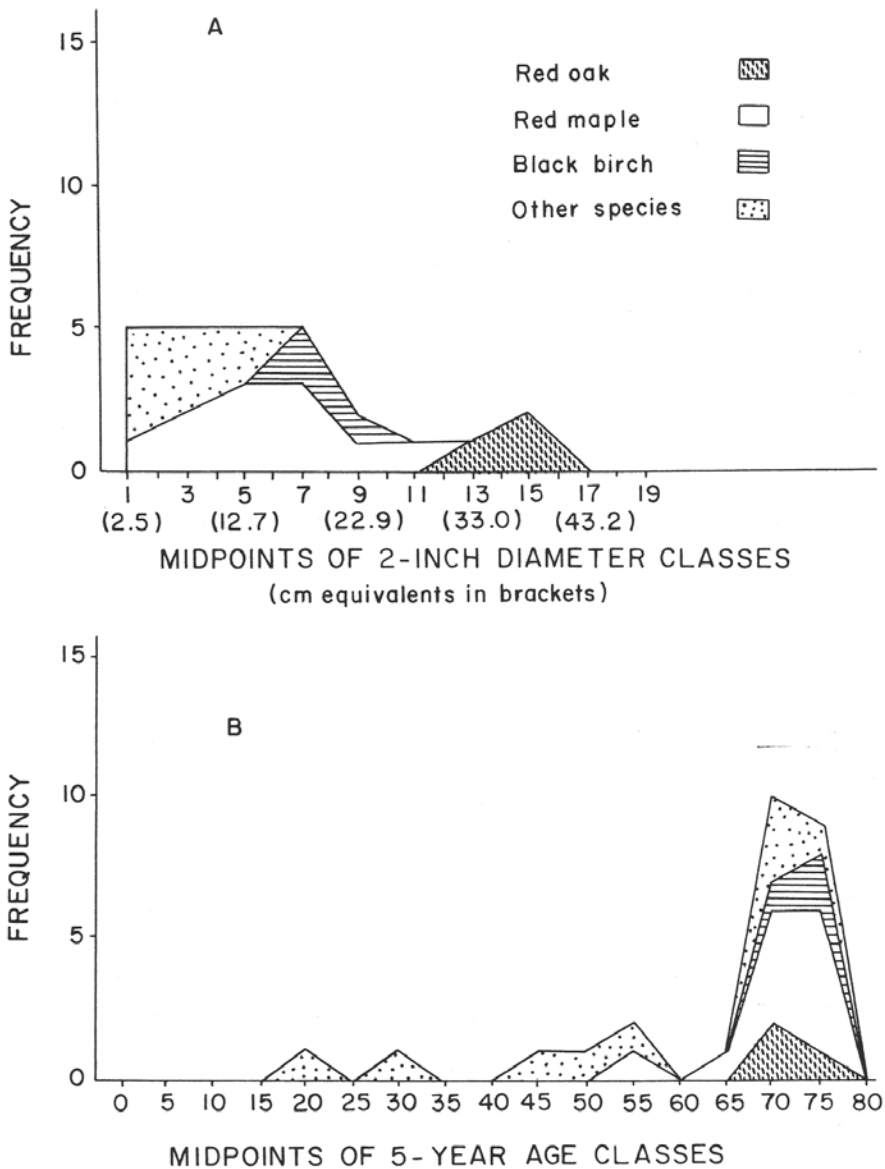 15
A
Red oak
Red maple
Black birch
Other species
10
5
0
FREQUENCY
1 3 5 7 9 11 13 15 17 19
(2.5) (12.7) (22.9) (33.0) (43.2)
MIDPOINTS OF 2-INCH DIAMETER CLASSES
(cm equivalents in brackets)
15
B
10
5
0
FREQUENCY
0 5 10 15 20 25 30 35 40 45 50 55 60 65 70 75 80
MIDPOINTS OF 5-YEAR AGE CLASSES